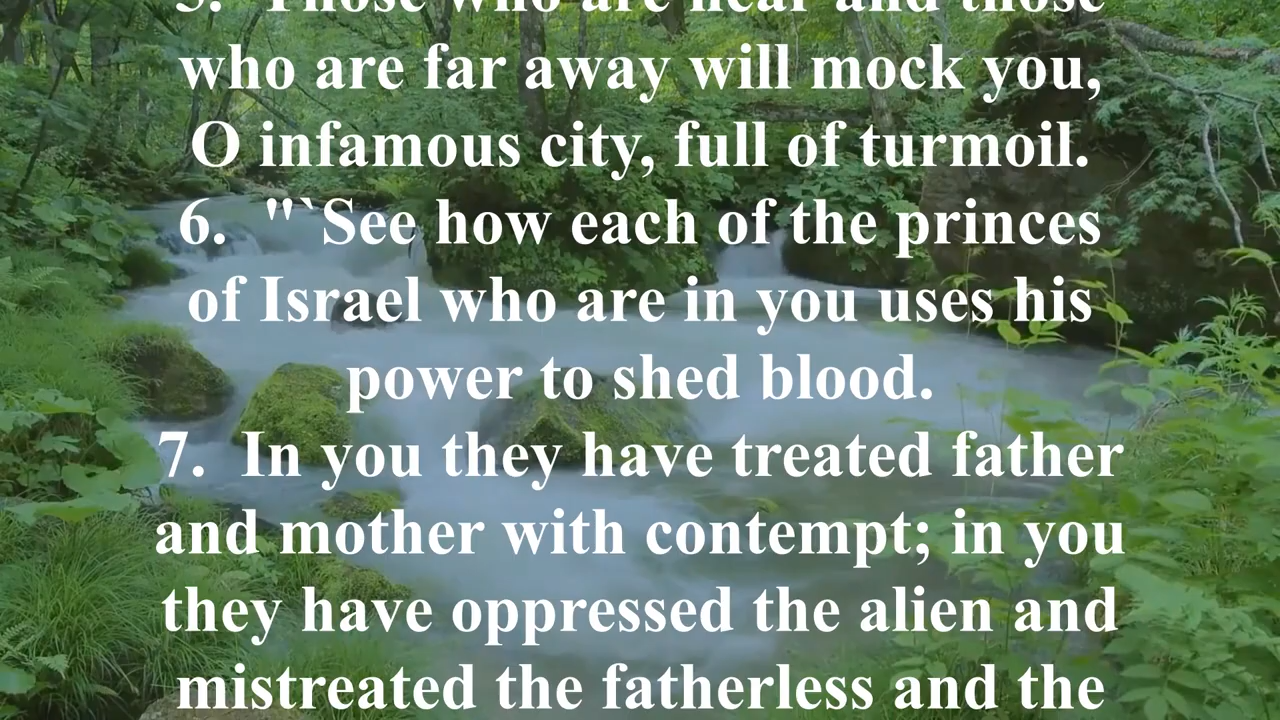 5.  Those who are near and those
who are far away will mock you,
O infamous city, full of turmoil.
6.  "`See how each of the princes
of Israel who are in you uses his
power to shed blood.
7.  In you they have treated father
and mother with contempt; in you
they have oppressed the alien and
mistreated the fatherless and the